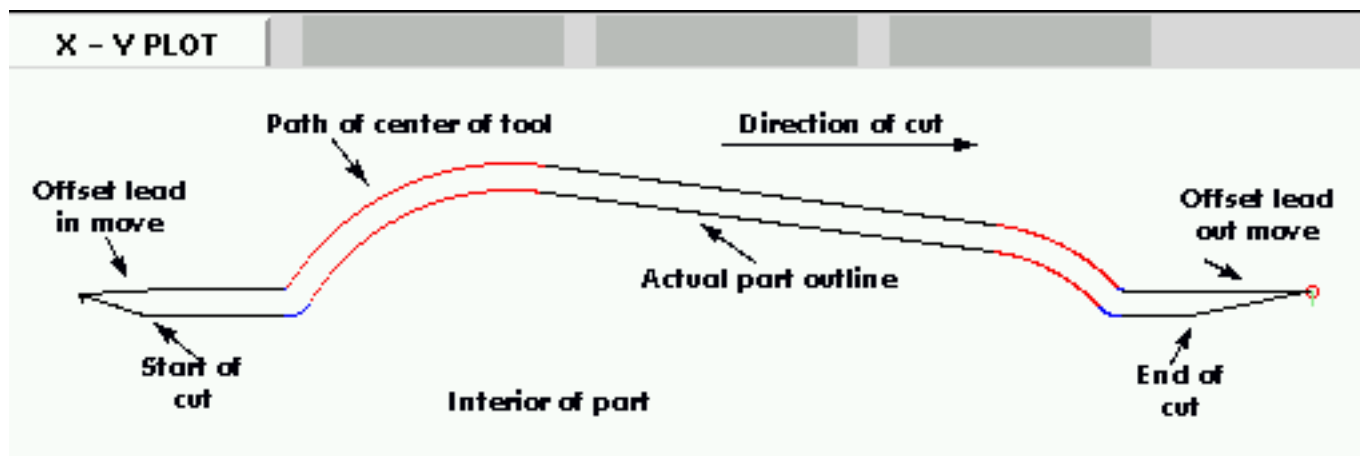 X - Y PLOT
Path of center of tool
Direction of cut
Offset lead
in move
Offset lead
out move
Actual part outline
Start of
cut
End of
cut
Interior of part